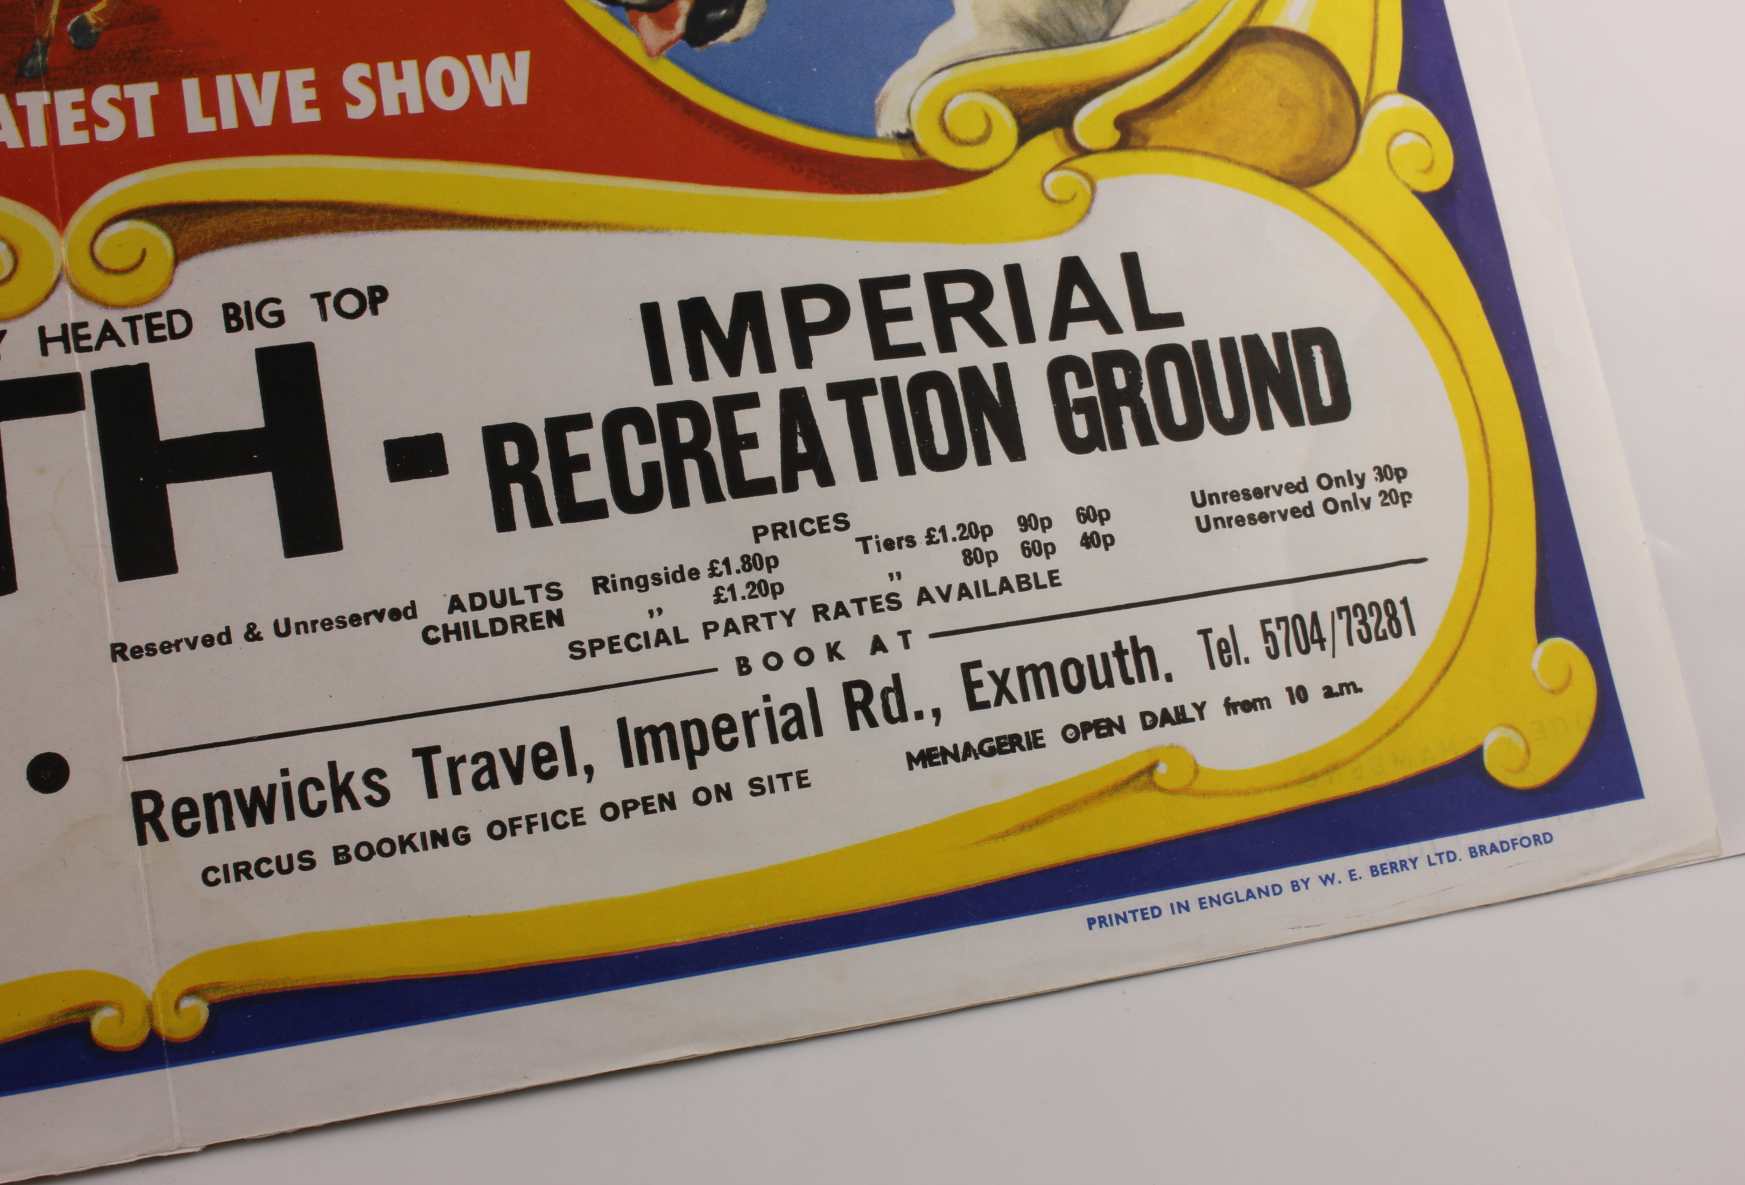 ATEST LIVE SHOW
Y HEATED BIG TOP
TH - IMPERIAL
RECREATION GROUND
PRICES
Reserved & Unreserved ADULTS Ringside £1.80p Tiers £1.20p 90p 60p Unreserved Only 30p
CHILDREN „ £1.20p „ 80p 60p 40p Unreserved Only 20p
SPECIAL PARTY RATES AVAILABLE
BOOK AT
Renwicks Travel, Imperial Rd., Exmouth. Tel. 5704/73281
CIRCUS BOOKING OFFICE OPEN ON SITE MENAGERIE OPEN DAILY from 10 a.m.
PRINTED IN ENGLAND BY W. E. BERRY LTD. BRADFORD